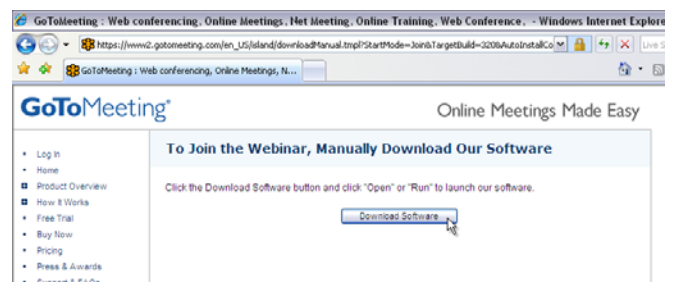 GoToMeeting : Web conferencing, Online Meetings, Net Meeting, Online Training, Web Conference, - Windows Internet Explore
https://www2.gotomeeting.com/en_US/island/downloadManual.tmpl?StartMode=Join&TargetBuild=320&AutoInstallCo
Live S
GoToMeeting : Web conferencing, Online Meetings, N...
GoToMeeting®
Online Meetings Made Easy
To Join the Webinar, Manually Download Our Software
Log In
Home
Click the Download Software button and click "Open" or "Run" to launch our software.
Product Overview
How It Works
Download Software
Free Trial
Buy Now
Pricing
Press & Awards
Support & FAQs